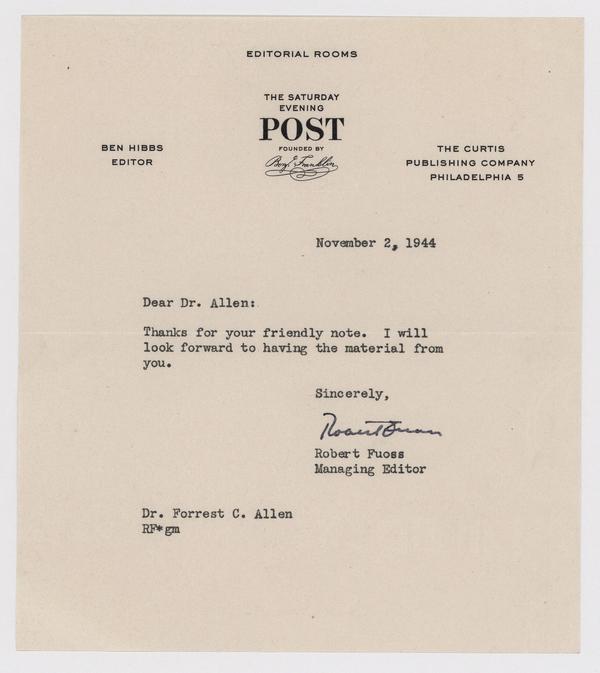 EDITORIAL ROOMS
THE SATURDAY
EVENING
POST
FOUNDED BY
Benj. Franklin
BEN HIBBS
EDITOR
THE CURTIS
PUBLISHING COMPANY
PHILADELPHIA 5
November 2, 1944
Dear Dr. Allen:
Thanks for your friendly note.  I will
look forward to having the material from
you.
Sincerely,
Robert Fuoss
Robert Fuoss
Managing Editor
Dr. Forrest C. Allen
RF*gm